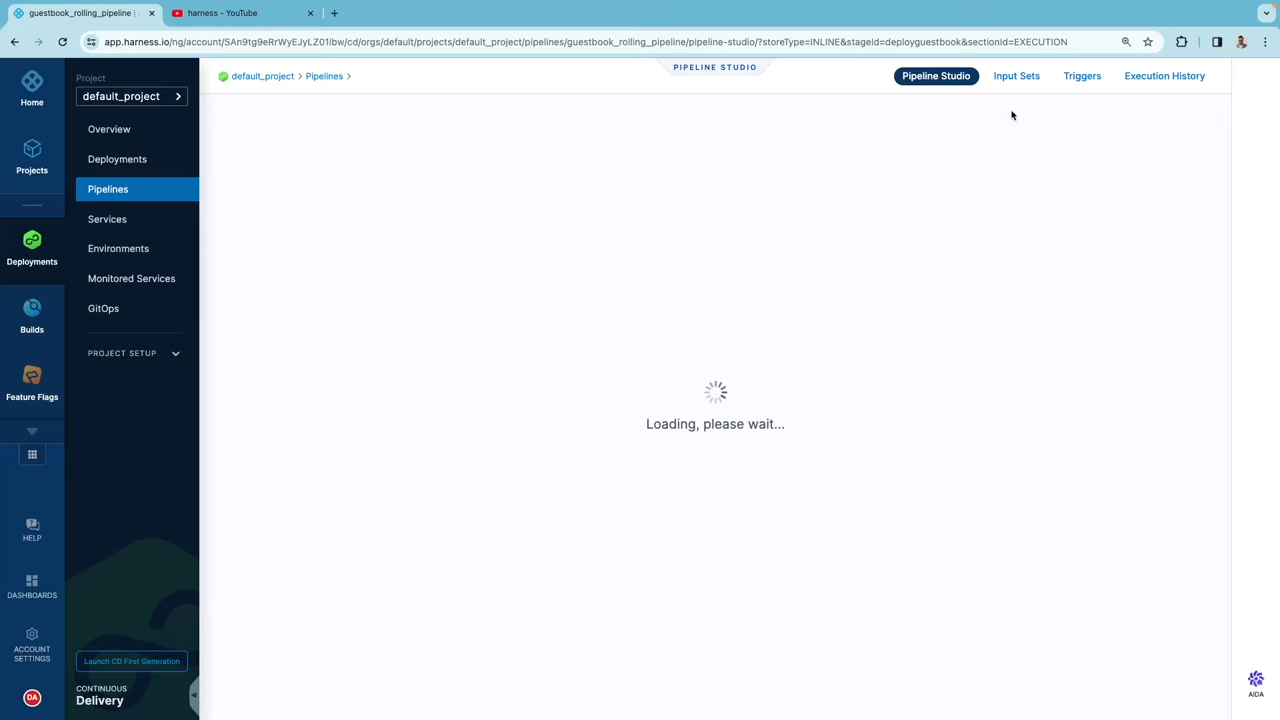 guestbook_rolling_pipeline |
harness - YouTube
app.harness.io/ng/account/SAn9tg9eRrWyEJyLZ01ibw/cd/orgs/default/projects/default_project/pipelines/guestbook_rolling_pipeline/pipeline-studio/?storeType=INLINE&stageId=deployguestbook&sectionId=EXECUTION
Home
Projects
Deployments
Builds
Feature Flags
HELP
DASHBOARDS
ACCOUNT
SETTINGS
DA
Project
default_project
Overview
Deployments
Pipelines
Services
Environments
Monitored Services
GitOps
PROJECT SETUP
Launch CD First Generation
CONTINUOUS
Delivery
default_project > Pipelines >
PIPELINE STUDIO
Pipeline Studio
Input Sets
Triggers
Execution History
Loading, please wait...
AIDA